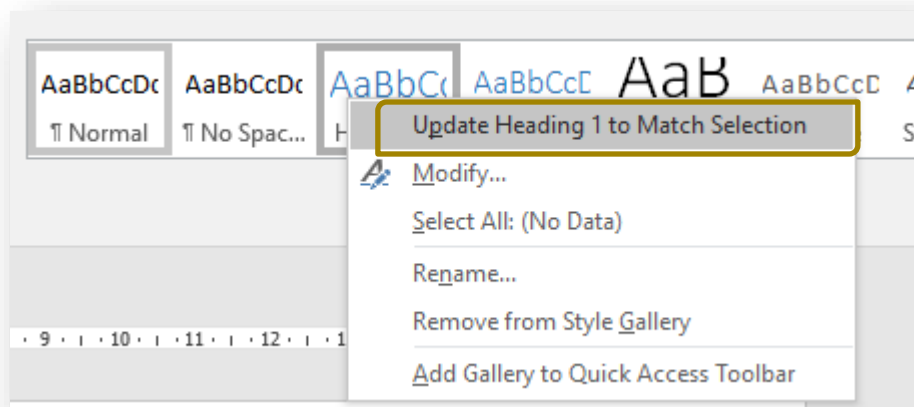 AaBbCcDc AaBbCcDc AaBbCc AaBbCcD AaB AaBbCcD
¶ Normal ¶ No Spac... H
Update Heading 1 to Match Selection
Modify...
Select All: (No Data)
Rename...
Remove from Style Gallery
Add Gallery to Quick Access Toolbar
· 9 · ı · 10 · ı · 11 · ı · 12 · ı · 1